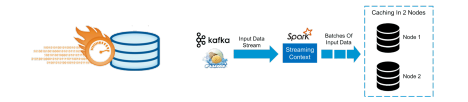 kafka
Input Data
Stream
Spark
Streaming
Context
Batches Of
Input Data
Caching In 2 Nodes
Node 1
Node 2